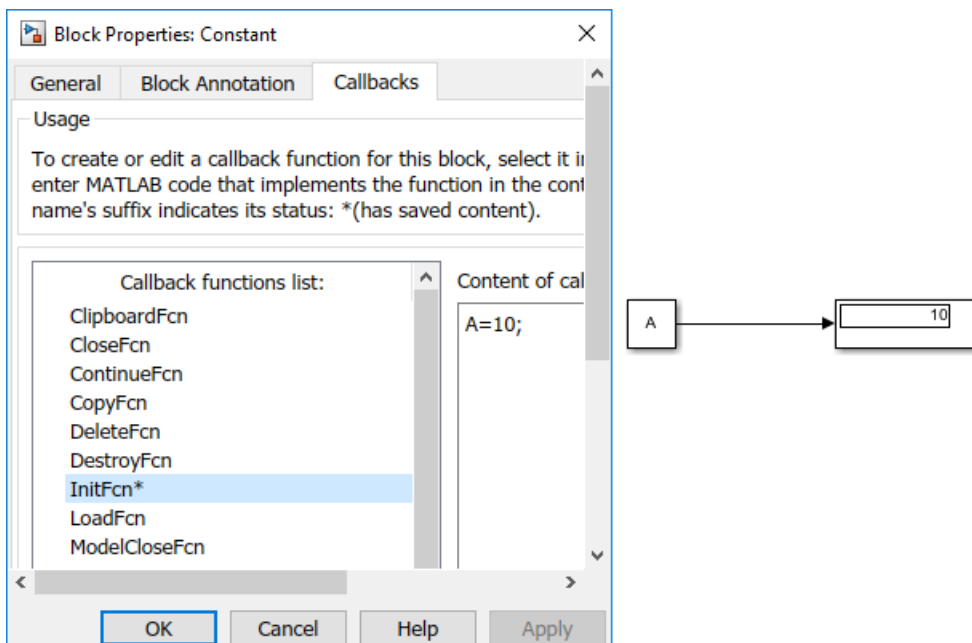 Block Properties: Constant
General
Block Annotation
Callbacks
Usage
To create or edit a callback function for this block, select it
enter MATLAB code that implements the function in the
name's suffix indicates its status: *(has saved content).
Callback functions list:
ClipboardFcn
CloseFcn
ContinueFcn
CopyFcn
DeleteFcn
DestroyFcn
InitFcn*
LoadFcn
ModelCloseFcn
Content of
A=10;
OK
Cancel
Help
Apply
A
10